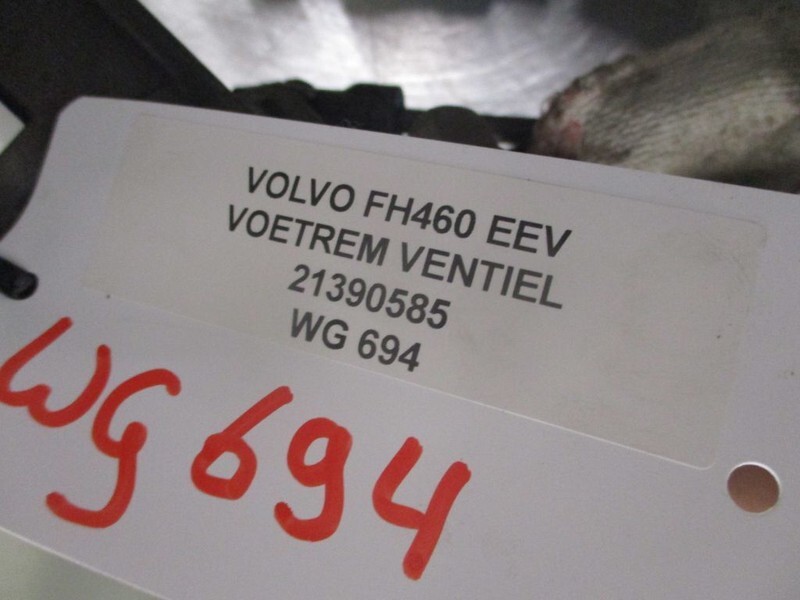 VOLVO FH460 EEV
VOETREM VENTIEL
21390585
WG 694
WG 694